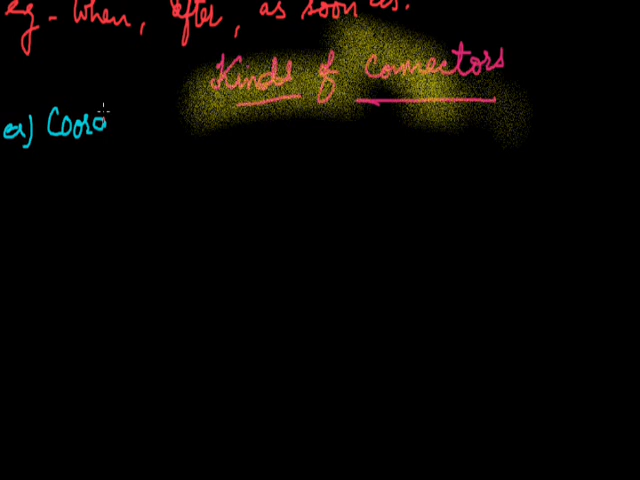 eg - When, after, as soon as.
Kinds of Connectors
a) Coord